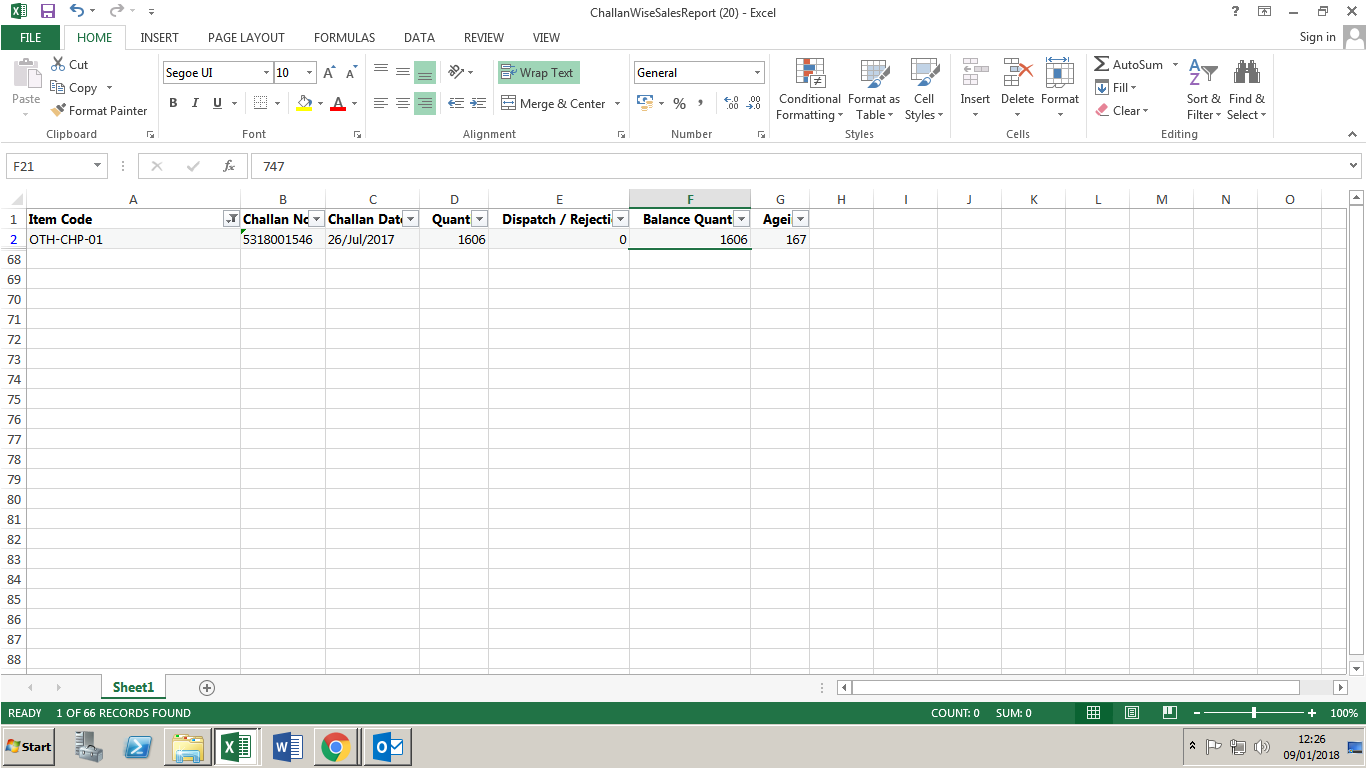 ChallanWiseSalesReport (20) - Excel
?
FILE HOME INSERT PAGE LAYOUT FORMULAS DATA REVIEW VIEW Sign in
Paste
Cut
Copy
Format Painter
Clipboard
Segoe UI 10
B I U A
Font
Wrap Text
Merge & Center
Alignment
General
% , .00 .0
Number
Conditional Formatting
Format as Table
Cell Styles
Styles
Insert Delete Format
Cells
AutoSum
Fill
Clear
Sort & Filter
Find & Select
Editing
F21 fx 747
A B C D E F G H I J K L M N O
1 Item Code Challan No Challan Date Quant Dispatch / Rejecti Balance Quant Agei
2 OTH-CHP-01 5318001546 26/Jul/2017 1606 0 1606 167
68
69
70
71
72
73
74
75
76
77
78
79
80
81
82
83
84
85
86
87
88
Sheet1
READY 1 OF 66 RECORDS FOUND COUNT: 0 SUM: 0 100%
Start
12:26
09/01/2018